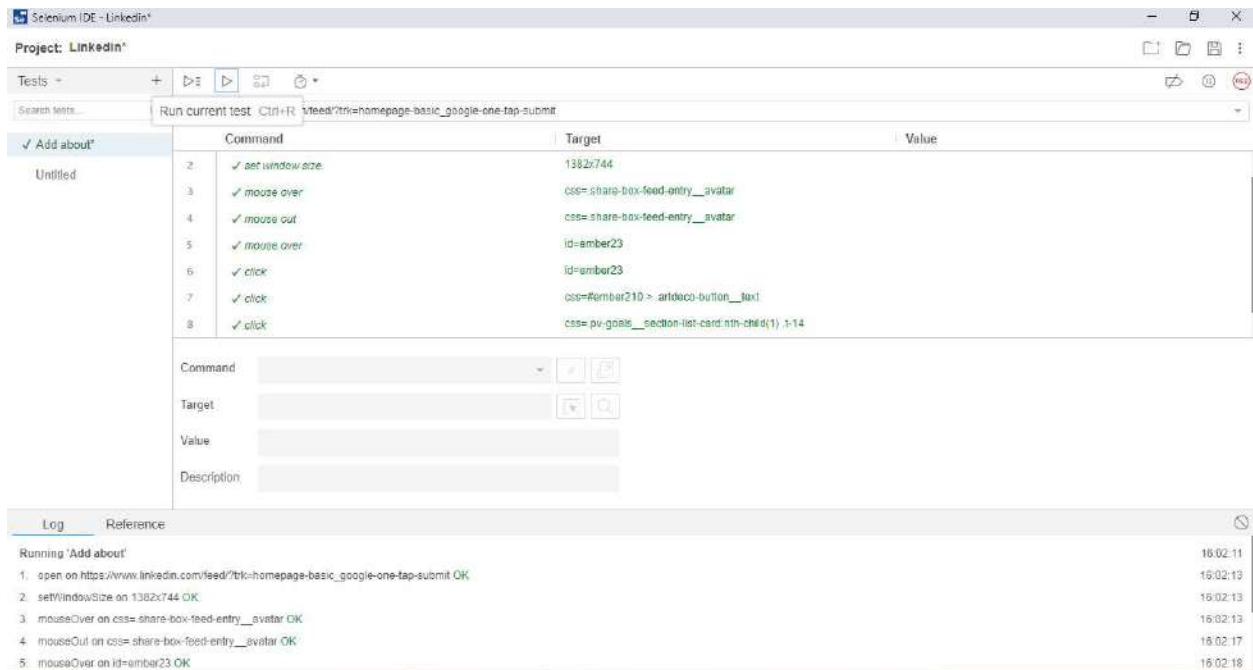 Selenium IDE - Linkedin*
Project: Linkedin*
Tests
Search tests...
Run current test Ctrl+R
/feed/?trk=homepage-basic_google-one-tap-submit
Command Target Value
✓ Add about*
Untitled
2 ✓ set window size 1382x744
3 ✓ mouse over css=.share-box-feed-entry__avatar
4 ✓ mouse out css=.share-box-feed-entry__avatar
5 ✓ mouse over id=ember23
6 ✓ click id=ember23
7 ✓ click css=#ember210 > .artdeco-button__text
8 ✓ click css=.pv-goals__section-list-card:nth-child(1) .t-14
Command
Target
Value
Description
Log Reference
Running 'Add about' 16:02:11
1. open on https://www.linkedin.com/feed/?trk=homepage-basic_google-one-tap-submit OK 16:02:13
2. setWindowSize on 1382x744 OK 16:02:13
3. mouseOver on css=.share-box-feed-entry__avatar OK 16:02:13
4. mouseOut on css=.share-box-feed-entry__avatar OK 16:02:17
5. mouseOver on id=ember23 OK 16:02:18